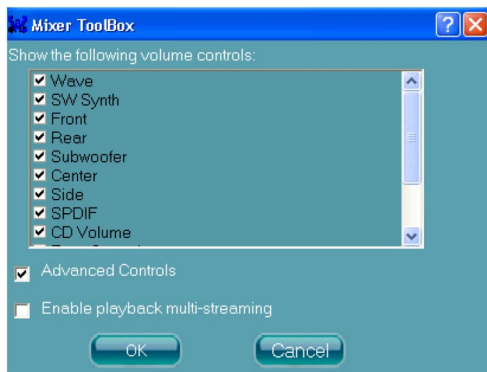 Mixer ToolBox
Show the following volume controls:
Wave
SW Synth
Front
Rear
Subwoofer
Center
Side
SPDIF
CD Volume
Advanced Controls
Enable playback multi-streaming
OK
Cancel